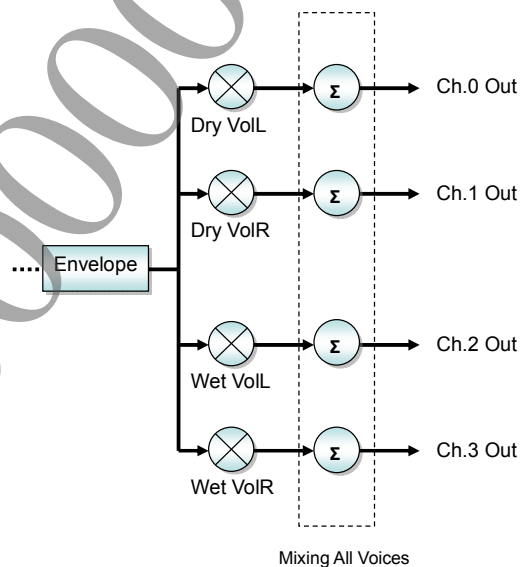 Σ Ch.0 Out
Dry VolL
Σ Ch.1 Out
Dry VolR
Envelope
Σ Ch.2 Out
Wet VolL
Σ Ch.3 Out
Wet VolR
Mixing All Voices